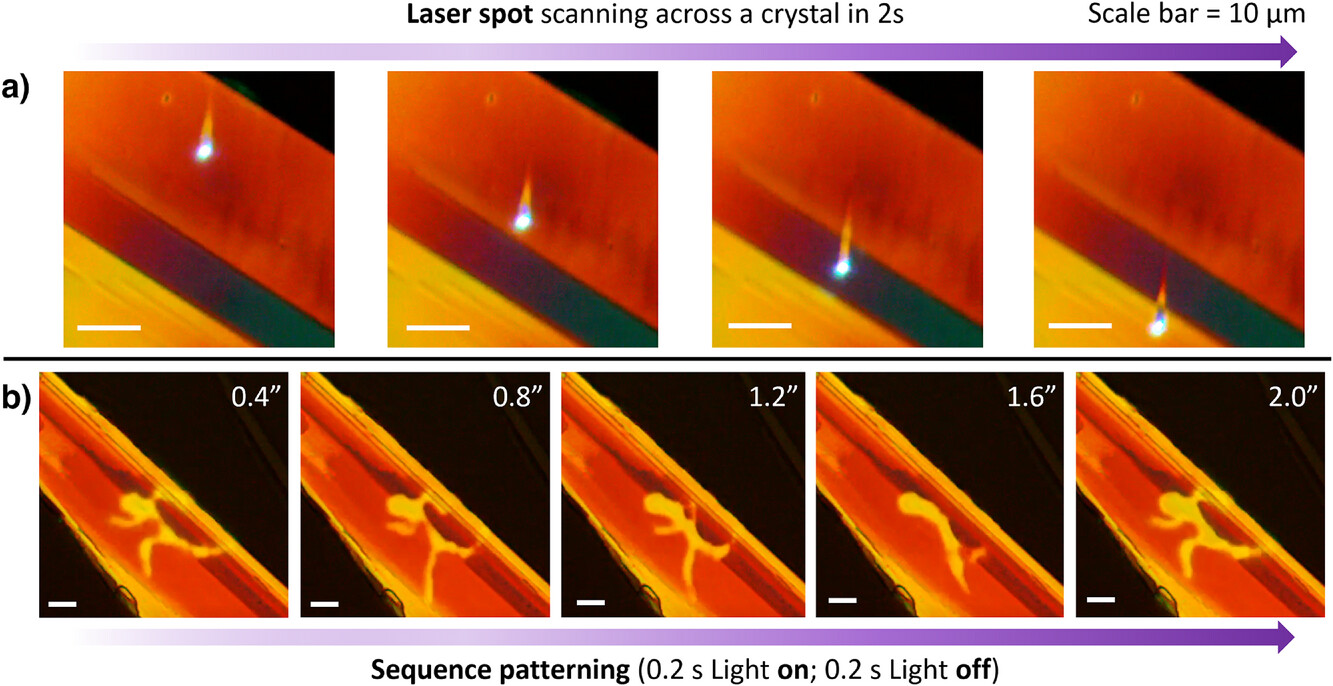 Laser spot scanning across a crystal in 2s
Scale bar = 10 μm
a)
b)
0.4”
0.8”
1.2”
1.6”
2.0”
Sequence patterning (0.2 s Light on; 0.2 s Light off)